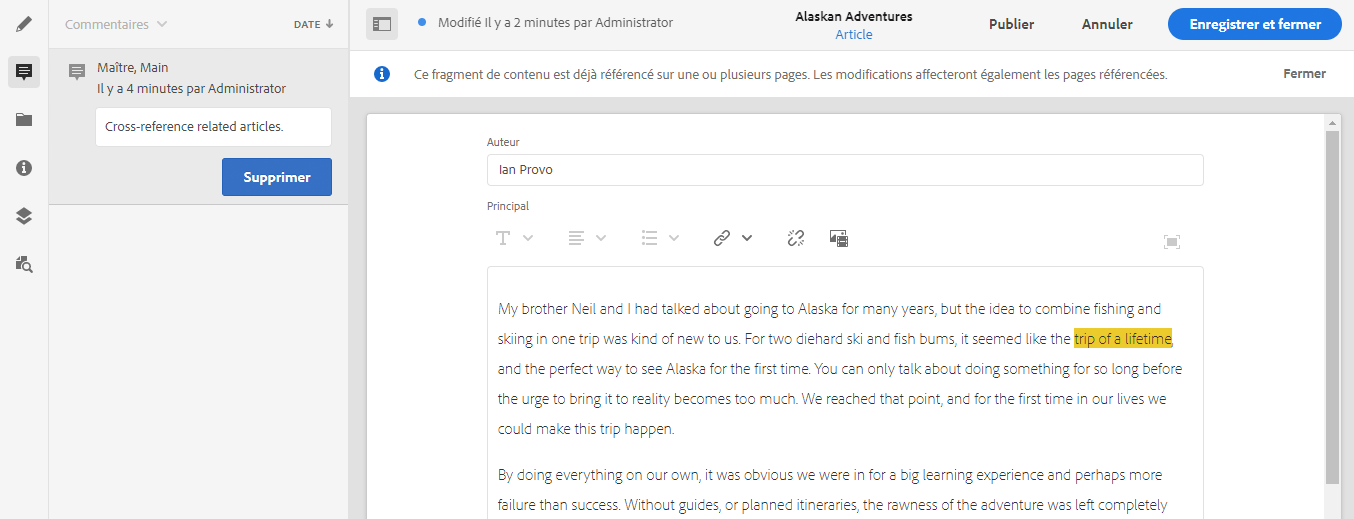 Commentaires
DATE
Maître, Main
Il y a 4 minutes par Administrator
Cross-reference related articles.
Supprimer
Modifié Il y a 2 minutes par Administrator
Alaskan Adventures
Article
Publier
Annuler
Enregistrer et fermer
Ce fragment de contenu est déjà référencé sur une ou plusieurs pages. Les modifications affecteront également les pages référencées.
Fermer
Auteur
Ian Provo
Principal
My brother Neil and I had talked about going to Alaska for many years, but the idea to combine fishing and
skiing in one trip was kind of new to us. For two diehard ski and fish bums, it seemed like the trip of a lifetime,
and the perfect way to see Alaska for the first time. You can only talk about doing something for so long before
the urge to bring it to reality becomes too much. We reached that point, and for the first time in our lives we
could make this trip happen.
By doing everything on our own, it was obvious we were in for a big learning experience and perhaps more
failure than success. Without guides, or planned itineraries, the rawness of the adventure was left completely